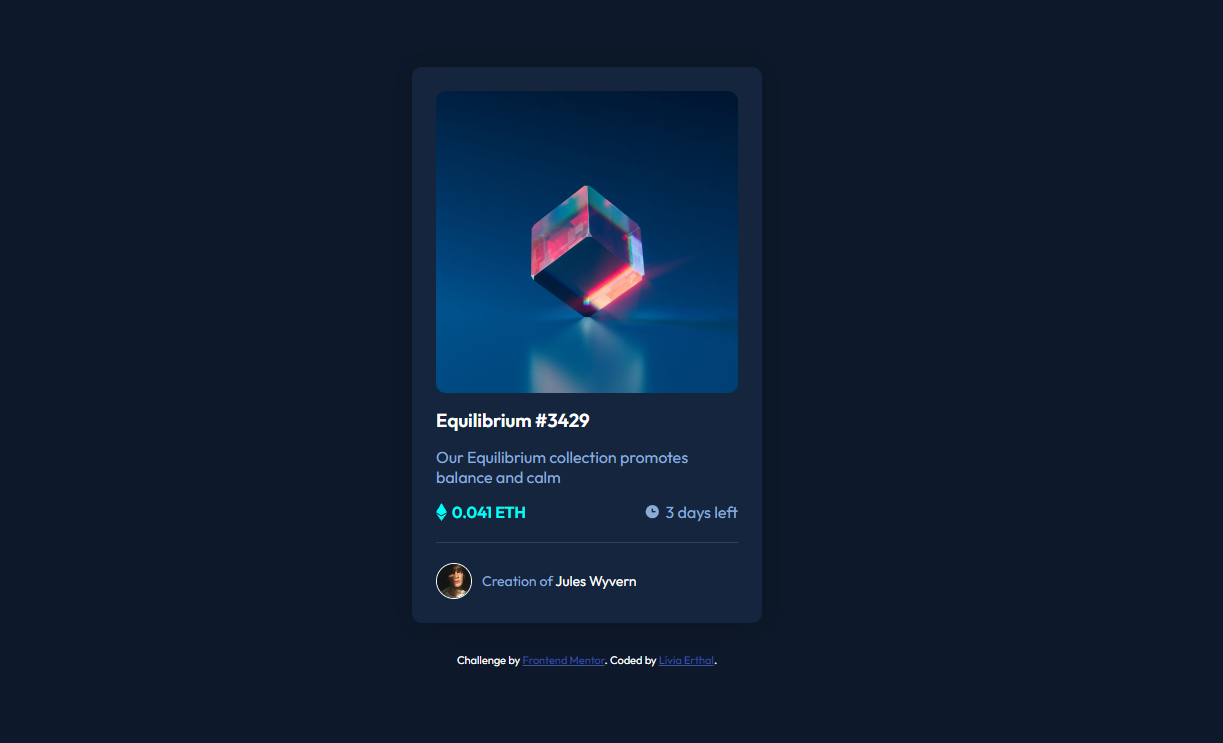 Equilibrium #3429
Our Equilibrium collection promotes
balance and calm
0.041 ETH
3 days left
Creation of Jules Wyvern
Challenge by Frontend Mentor. Coded by Lívia Erthal.